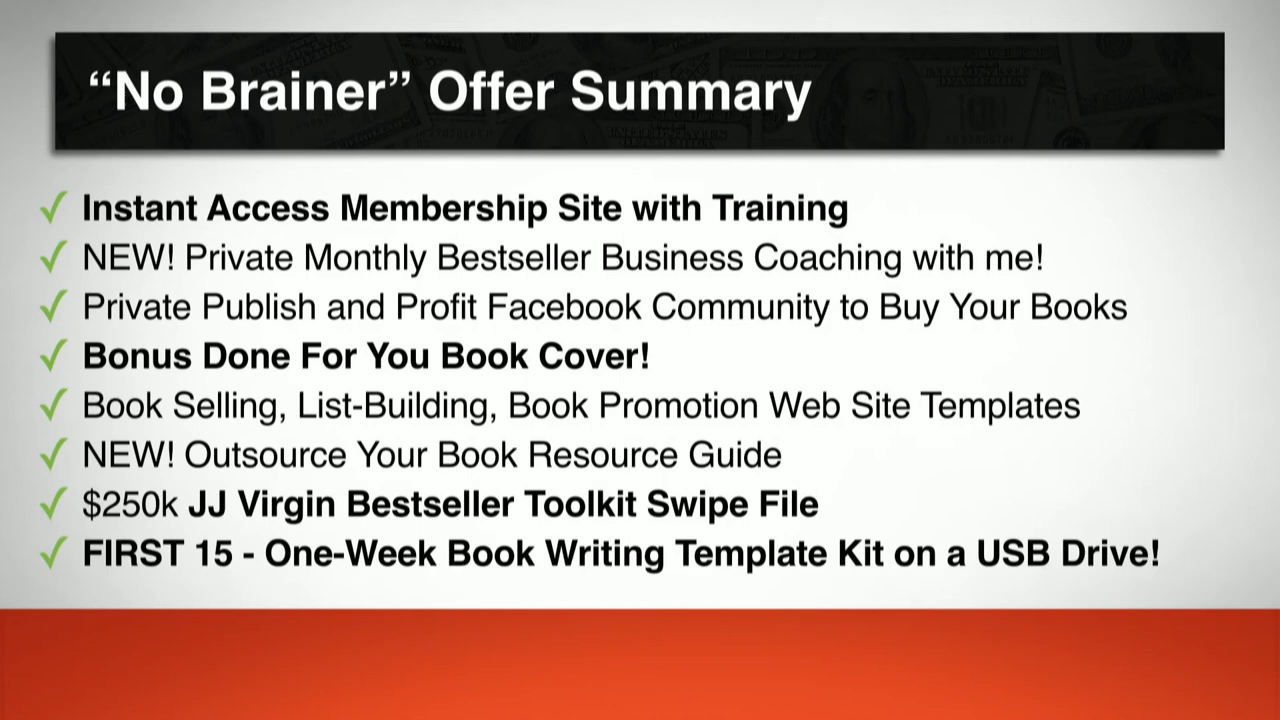 “No Brainer” Offer Summary
✓ Instant Access Membership Site with Training
✓ NEW! Private Monthly Bestseller Business Coaching with me!
✓ Private Publish and Profit Facebook Community to Buy Your Books
✓ Bonus Done For You Book Cover!
✓ Book Selling, List-Building, Book Promotion Web Site Templates
✓ NEW! Outsource Your Book Resource Guide
✓ $250k JJ Virgin Bestseller Toolkit Swipe File
✓ FIRST 15 - One-Week Book Writing Template Kit on a USB Drive!